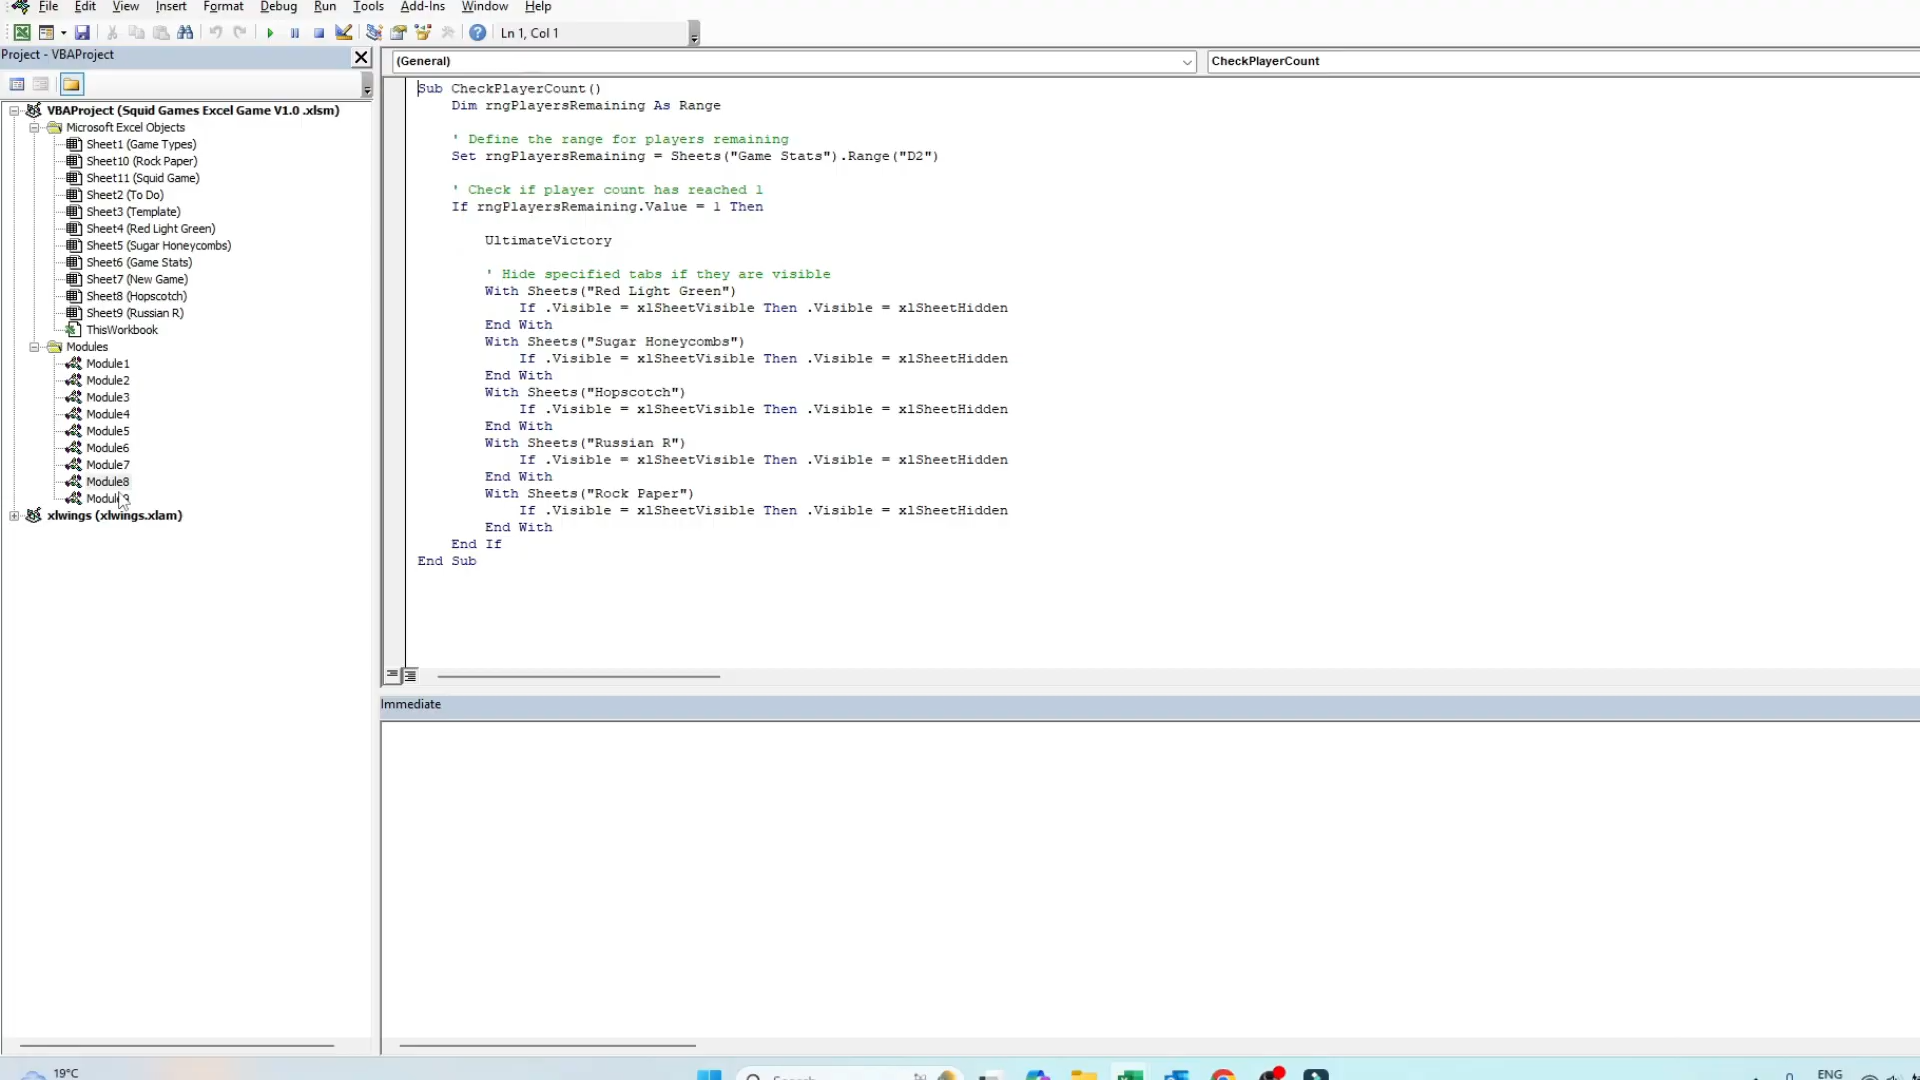 File Edit View Insert Format Debug Run Tools Add-Ins Window Help
Ln 1, Col 1
Project - VBAProject
VBAProject (Squid Games Excel Game V1.0 .xlsm)
Microsoft Excel Objects
Sheet1 (Game Types)
Sheet10 (Rock Paper)
Sheet11 (Squid Game)
Sheet2 (To Do)
Sheet3 (Template)
Sheet4 (Red Light Green)
Sheet5 (Sugar Honeycombs)
Sheet6 (Game Stats)
Sheet7 (New Game)
Sheet8 (Hopscotch)
Sheet9 (Russian R)
ThisWorkbook
Modules
Module1
Module2
Module3
Module4
Module5
Module6
Module7
Module8
Module9
xlwings (xlwings.xlam)
(General)
CheckPlayerCount
Sub CheckPlayerCount()
Dim rngPlayersRemaining As Range
' Define the range for players remaining
Set rngPlayersRemaining = Sheets("Game Stats").Range("D2")
' Check if player count has reached 1
If rngPlayersRemaining.Value = 1 Then
UltimateVictory
' Hide specified tabs if they are visible
With Sheets("Red Light Green")
If .Visible = xlSheetVisible Then .Visible = xlSheetHidden
End With
With Sheets("Sugar Honeycombs")
If .Visible = xlSheetVisible Then .Visible = xlSheetHidden
End With
With Sheets("Hopscotch")
If .Visible = xlSheetVisible Then .Visible = xlSheetHidden
End With
With Sheets("Russian R")
If .Visible = xlSheetVisible Then .Visible = xlSheetHidden
End With
With Sheets("Rock Paper")
If .Visible = xlSheetVisible Then .Visible = xlSheetHidden
End With
End If
End Sub
Immediate
19°C
Search
ENG